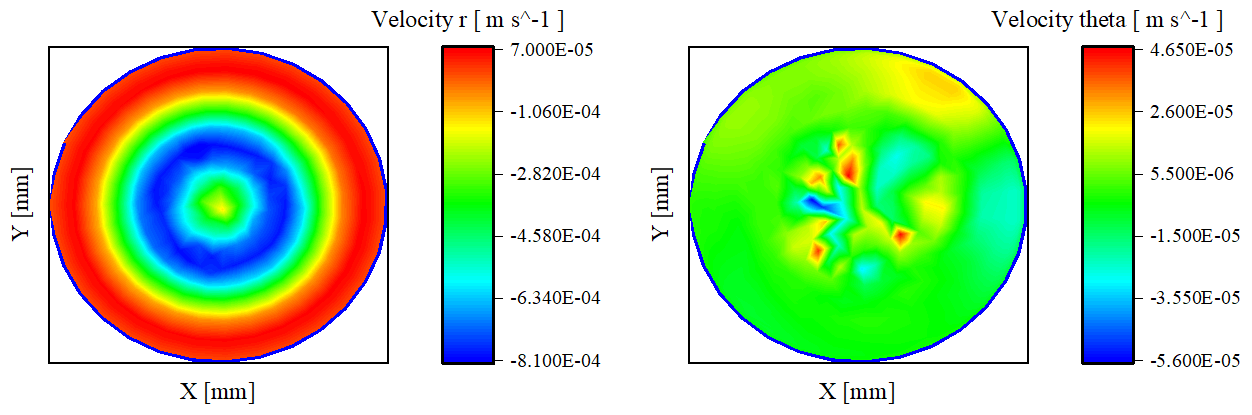 Velocity r [ m s^-1 ]
7.000E-05
-1.060E-04
-2.820E-04
-4.580E-04
-6.340E-04
-8.100E-04
Y [mm]
X [mm]
Velocity theta [ m s^-1 ]
4.650E-05
2.600E-05
5.500E-06
-1.500E-05
-3.550E-05
-5.600E-05
Y [mm]
X [mm]